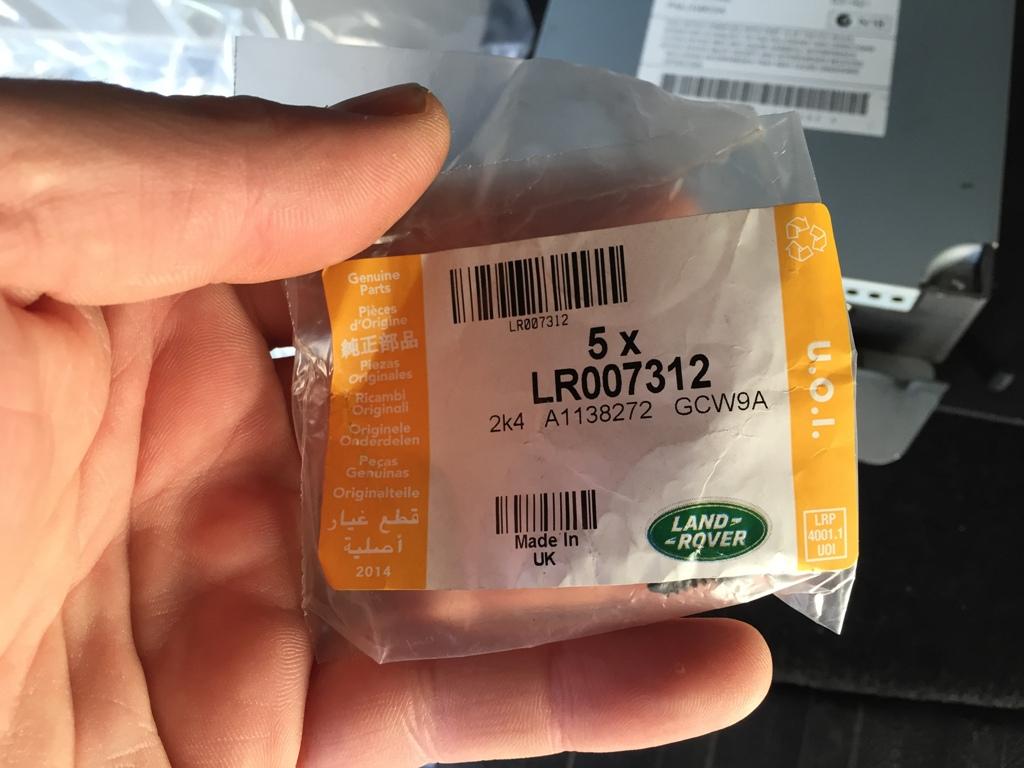 Genuine
Parts
Pièces
d'Origine
純正部品
Piezas
Originales
Ricambi
Originali
Originele
Onderdelen
Peças
Genuinas
Originalteile
قطع غيار
أصلية
2014
LR007312
5 x
LR007312
2k4 A1138272 GCW9A
Made In
UK
LAND-
-ROVER
u.o.i.
LRP
4001.1
UOI